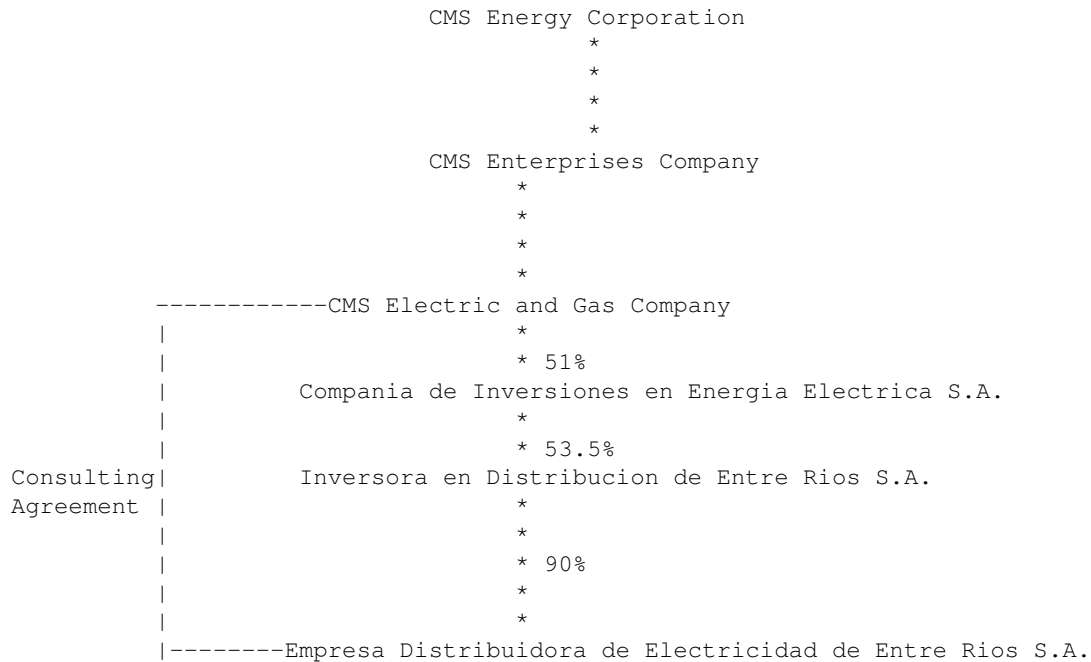 CMS Energy Corporation
*
*
*
*
CMS Enterprises Company
*
*
*
*
------------CMS Electric and Gas Company
| *
| * 51%
| Compania de Inversiones en Energia Electrica S.A.
| *
| * 53.5%
Consulting| Inversora en Distribucion de Entre Rios S.A.
Agreement | *
| *
| * 90%
| *
| *
|--------Empresa Distribuidora de Electricidad de Entre Rios S.A.